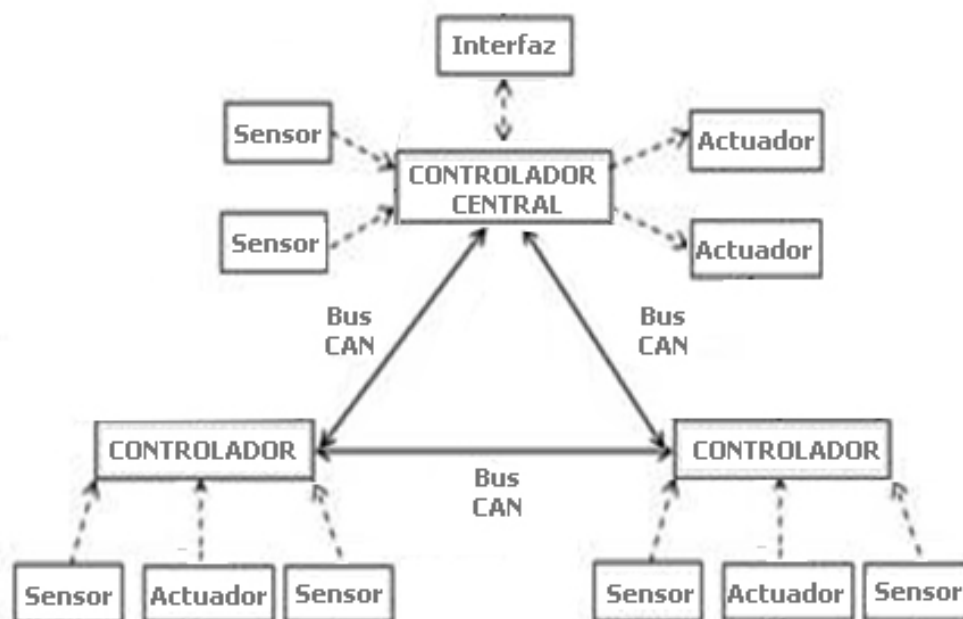 Interfaz
Sensor
Actuador
CONTROLADOR
CENTRAL
Sensor
Actuador
Bus
CAN
Bus
CAN
CONTROLADOR
CONTROLADOR
Bus
CAN
Sensor
Actuador
Sensor
Sensor
Actuador
Sensor